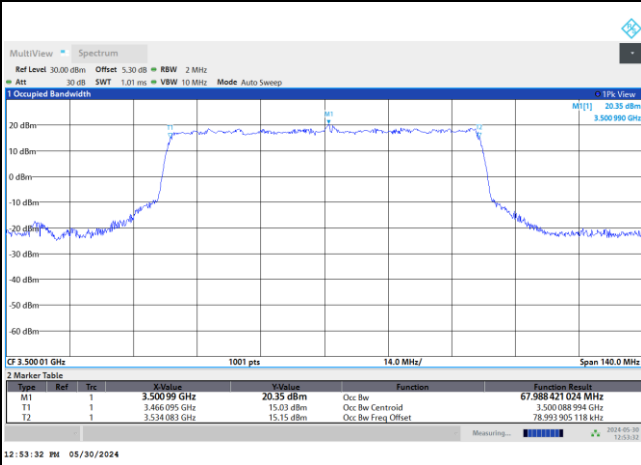 MultiView Spectrum
Ref Level 30.00 dBm Offset 5.30 dB RBW 2 MHz
Att 30 dB SWT 1.01 ms VBW 10 MHz Mode Auto Sweep
1 Occupied Bandwidth 1Pk View
M1[1] 20.35 dBm
3.500 990 GHz
M1
T1
20 dBm
10 dBm
0 dBm
-10 dBm
-20 dBm
-30 dBm
-40 dBm
-50 dBm
-60 dBm
CF 3.500 01 GHz 1001 pts 14.0 MHz/ Span 140.0 MHz
2 Marker Table
Type Ref Trc X-Value Y-Value Function Function Result
M1 1 3.500 99 GHz 20.35 dBm Occ Bw 67.988 421 024 MHz
T1 1 3.466 095 GHz 15.03 dBm Occ Bw Centroid 3.500 088 994 GHz
T2 1 3.534 083 GHz 15.15 dBm Occ Bw Freq Offset 78.993 905 118 kHz
Measuring... 2024-05-30
12:53:32
12:53:32 PM 05/30/2024